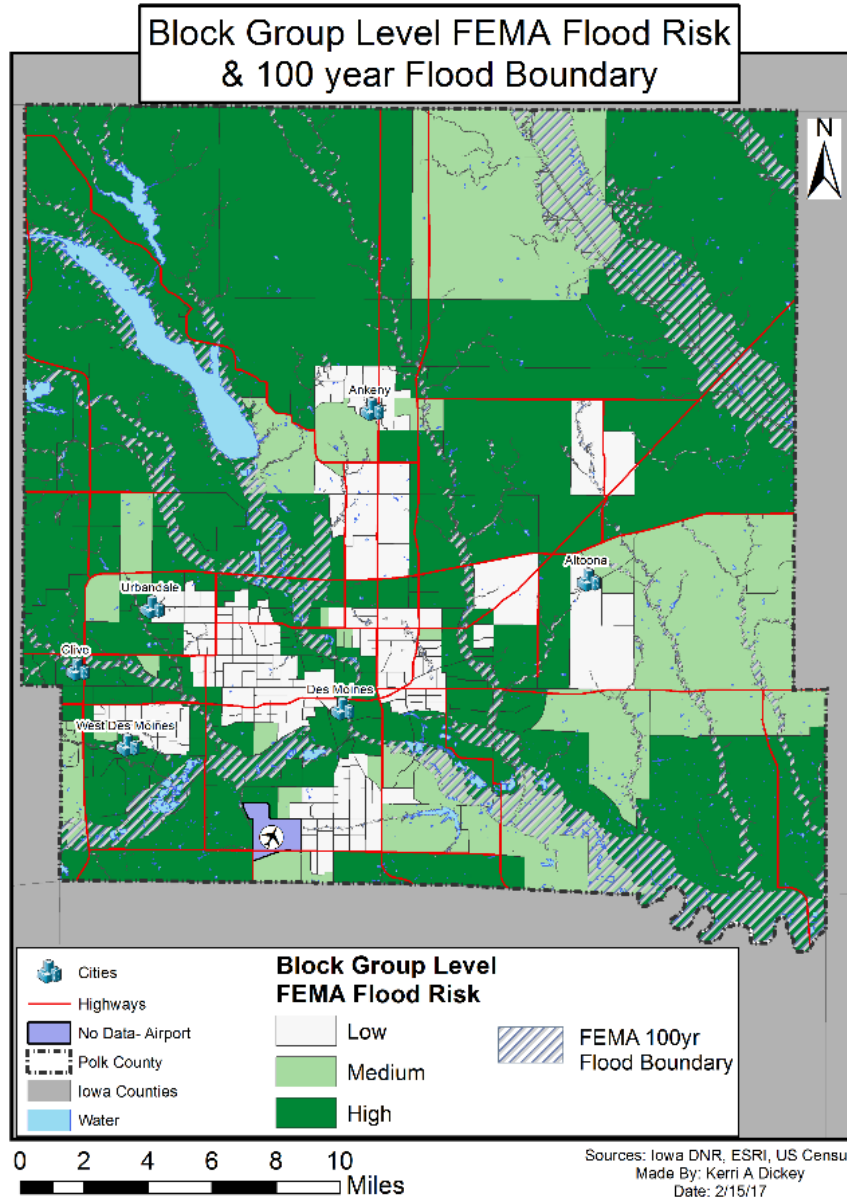 Block Group Level FEMA Flood Risk
& 100 year Flood Boundary
N
Ankeny
Altoona
Urbandale
Clive
Des Moines
West Des Moines
Cities
Highways
No Data- Airport
Polk County
Iowa Counties
Water
Block Group Level
FEMA Flood Risk
Low
Medium
High
FEMA 100yr
Flood Boundary
0 2 4 6 8 10
Miles
Sources: Iowa DNR, ESRI, US Censu
Made By: Kerri A Dickey
Date: 2/15/17